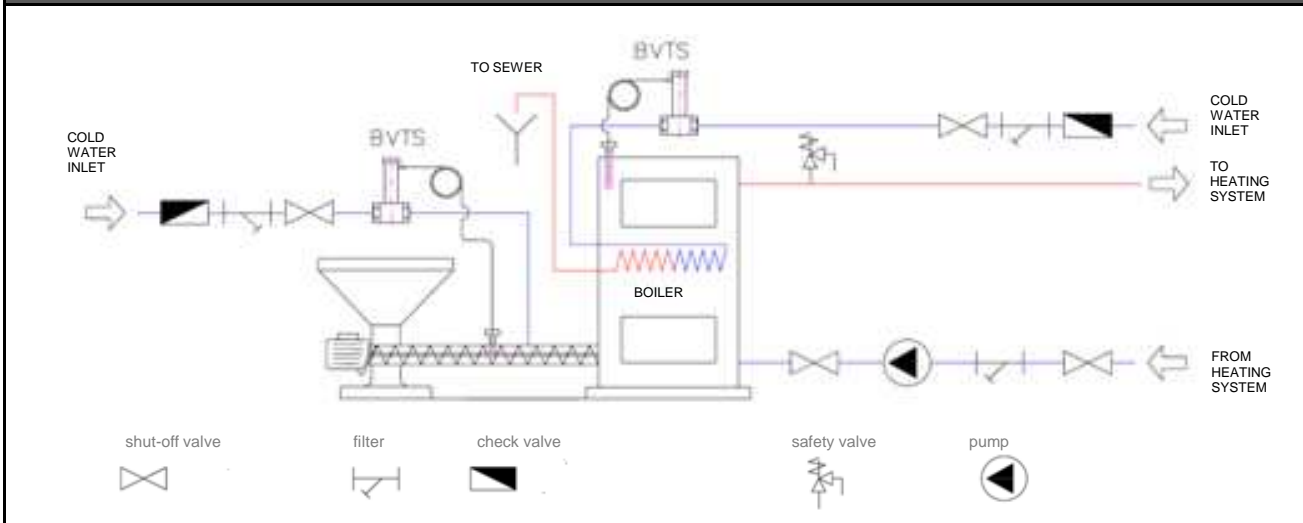 BVTS
TO SEWER
COLD
WATER
INLET
COLD
WATER
INLET
BVTS
TO
HEATING
SYSTEM
BOILER
FROM
HEATING
SYSTEM
shut-off valve
filter
check valve
safety valve
pump